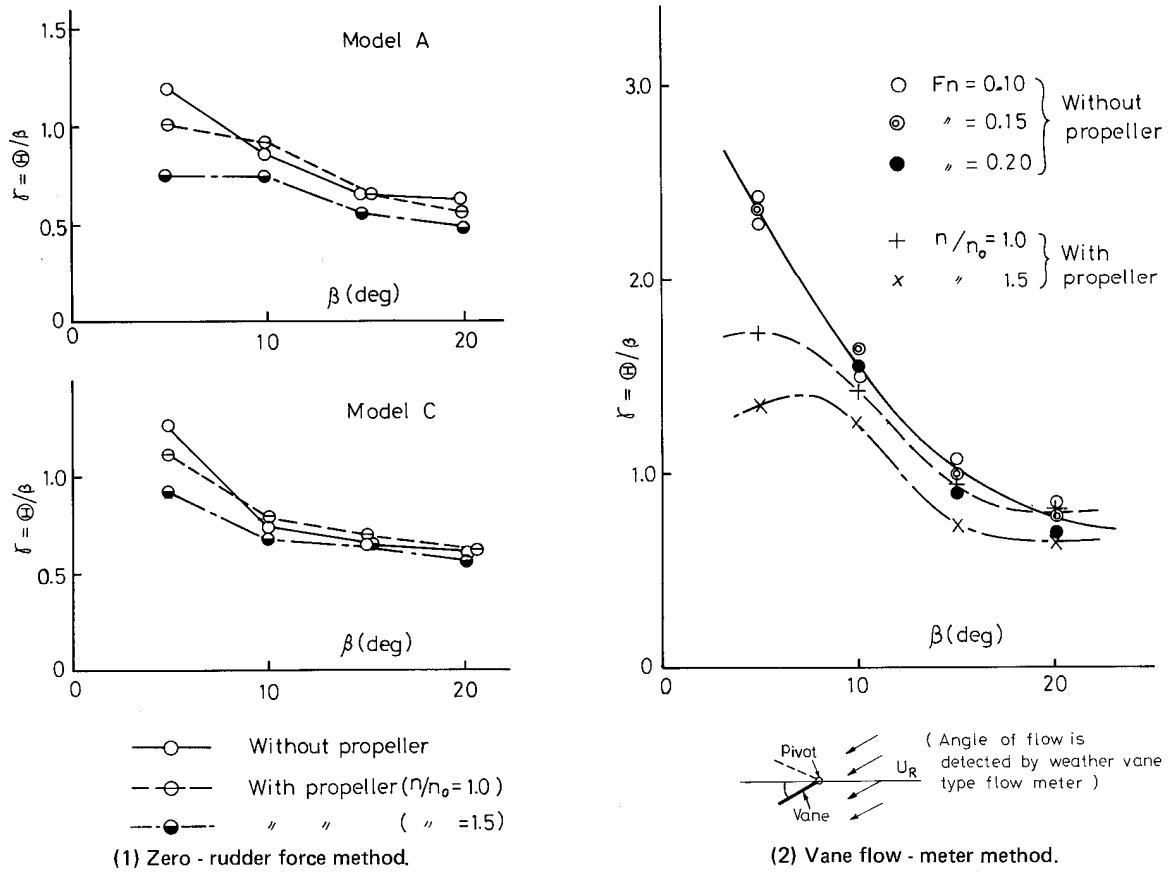 Model A
1.5
1.0
0.5
0
γ = Ⓗ/β
β (deg)
0
10
20
Model C
1.0
0.5
0
γ = Ⓗ/β
β (deg)
0
10
20
Without propeller
With propeller (n/n₀=1.0)
〃 〃 ( 〃 =1.5)
(1) Zero - rudder force method.
3.0
2.0
1.0
0
γ = Ⓗ/β
Fn = 0.10
〃 = 0.15
〃 = 0.20
Without
propeller
n/n₀ = 1.0
〃 1.5
With
propeller
β (deg)
0
10
20
Pivot
UR
Vane
( Angle of flow is
detected by weather vane
type flow meter )
(2) Vane flow - meter method.